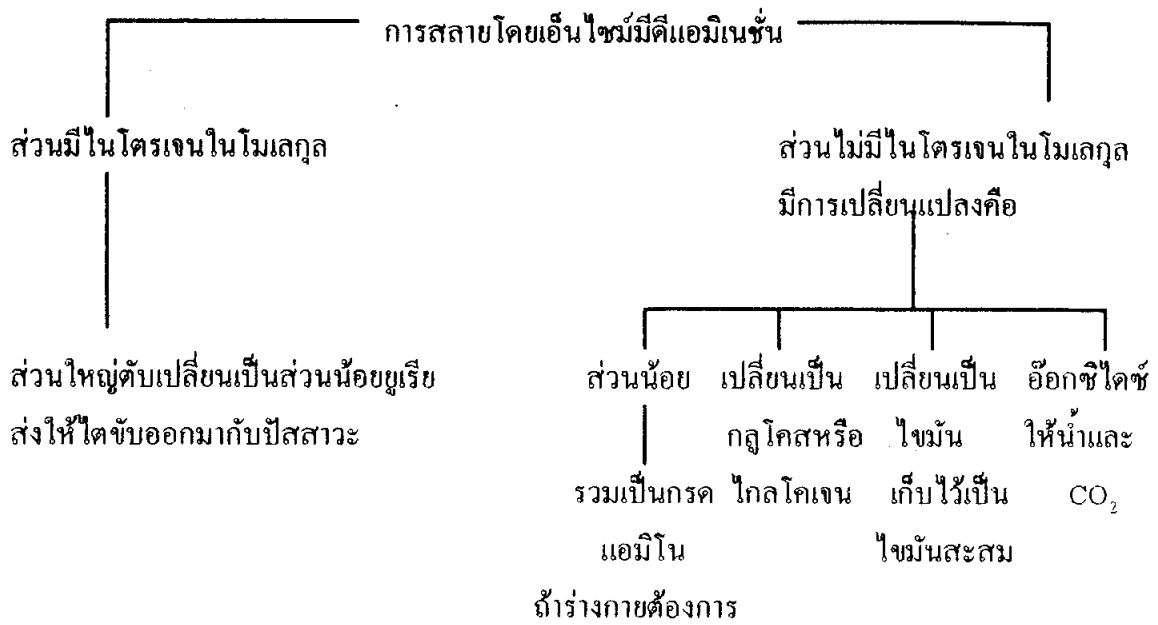 การสลายโดยเอ็นไซม์มีดีแอมิเนชั่น
ส่วนมีไนโตรเจนในโมเลกุล
ส่วนไม่มีไนโตรเจนในโมเลกุล
มีการเปลี่ยนแปลงคือ
ส่วนใหญ่ตับเปลี่ยนเป็นส่วนน้อยยูเรีย
ส่งให้ไตขับออกมากับปัสสาวะ
ส่วนน้อย
รวมเป็นกรด
แอมิโน
ถ้าร่างกายต้องการ
เปลี่ยนเป็น
กลูโคสหรือ
ไกลโคเจน
เปลี่ยนเป็น
ไขมัน
เก็บไว้เป็น
ไขมันสะสม
อ๊อกซิไดซ์
ให้น้ำและ
CO₂